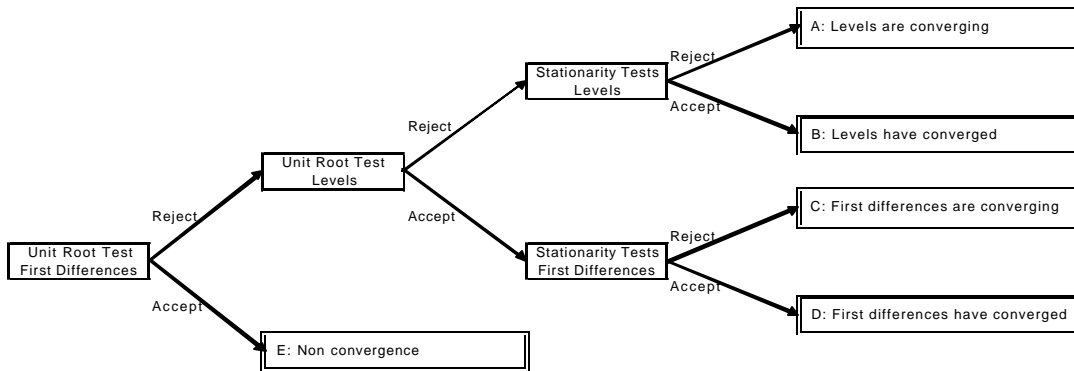 A: Levels are converging
Reject
Stationarity Tests
Levels
Accept
Reject
B: Levels have converged
Unit Root Test
Levels
C: First differences are converging
Reject
Accept
Reject
Unit Root Test
First Differences
Stationarity Tests
First Differences
Accept
Accept
D: First differences have converged
E: Non convergence